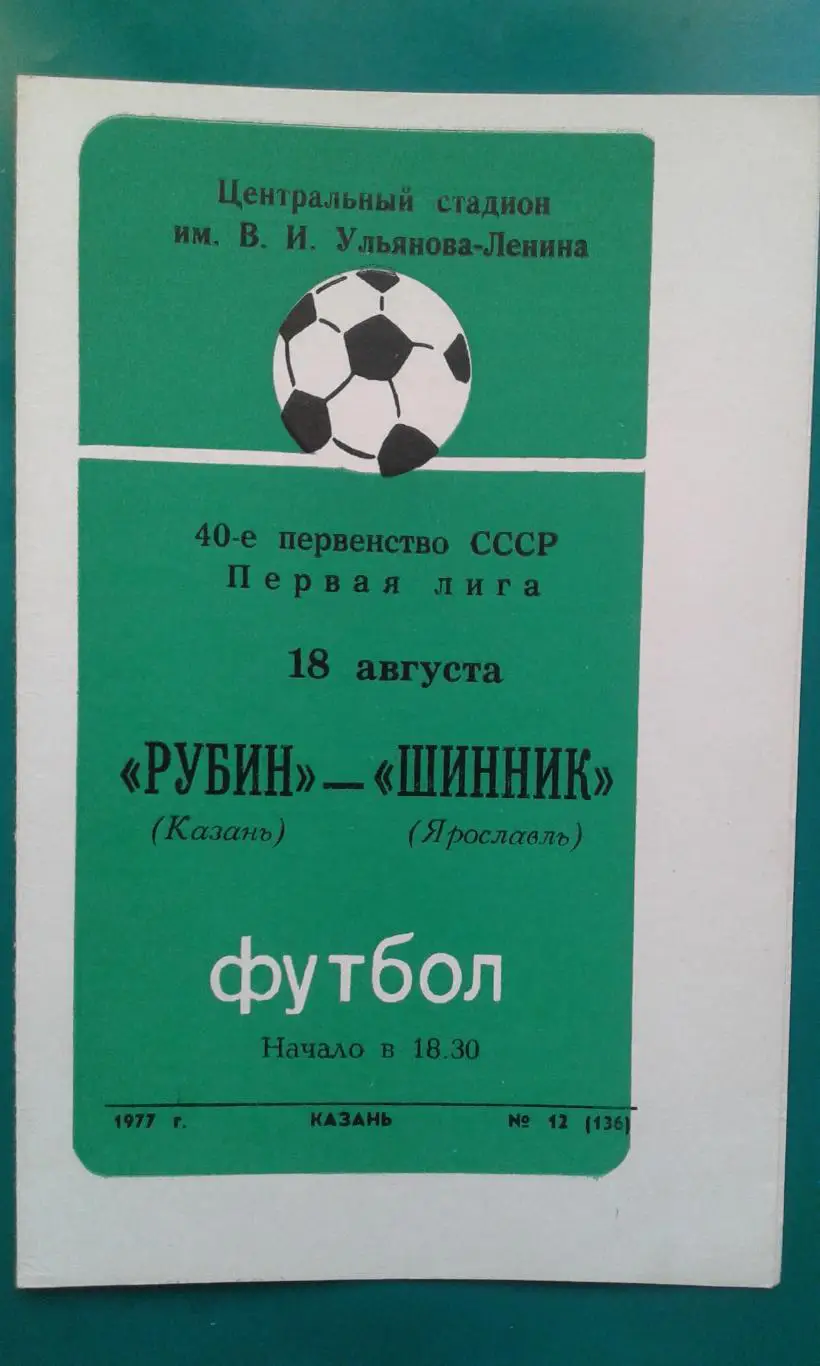 Центральный стадион
им. В. И. Ульянова-Ленина
40-е первенство СССР
Первая лига
18 августа
«РУБИН» — «ШИННИК»
(Казань) (Ярославль)
футбол
Начало в 18.30
1977 г. КАЗАНЬ № 12 (136)